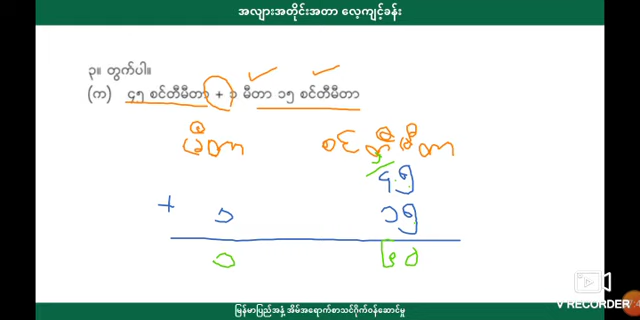 အလျားအတိုင်းအတာ လေ့ကျင့်ခန်း
၃။ တွက်ပါ။
(က) ၄၅ စင်တီမီတာ + ၁ မီတာ ၁၅ စင်တီမီတာ
မီတာ စင်တီမီတာ
၄၅
+ ၁ ၁၅
၁ ၆၀
မြန်မာပြည်အနှံ့ အိမ်အရောက်စာသင်ဝိုက်ဝန်ဆောင်မှု
V RECORDER